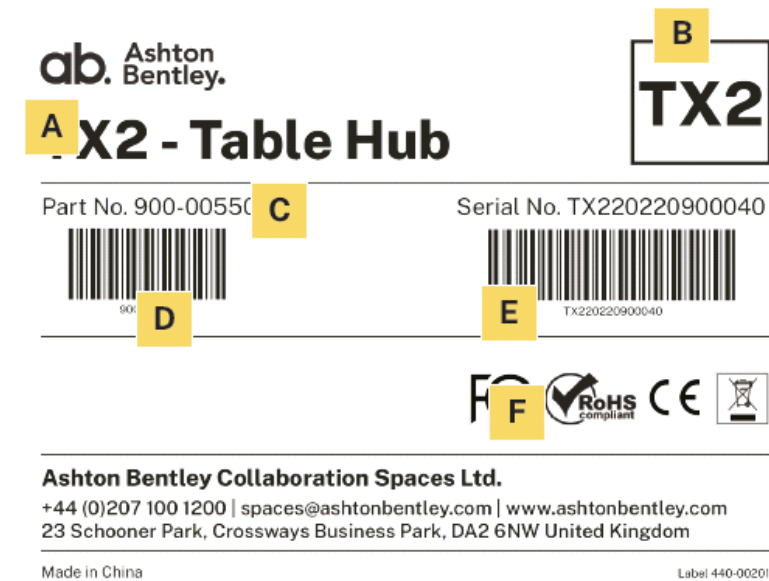 ab. Ashton
Bentley.
A
B
TX2
X2 - Table Hub
Part No. 900-00550
C
Serial No. TX220220900040
D
E
TX220220900040
F
RoHS
compliant
CE
Ashton Bentley Collaboration Spaces Ltd.
+44 (0)207 100 1200 | spaces@ashtonbentley.com | www.ashtonbentley.com
23 Schooner Park, Crossways Business Park, DA2 6NW United Kingdom
Made in China
Label